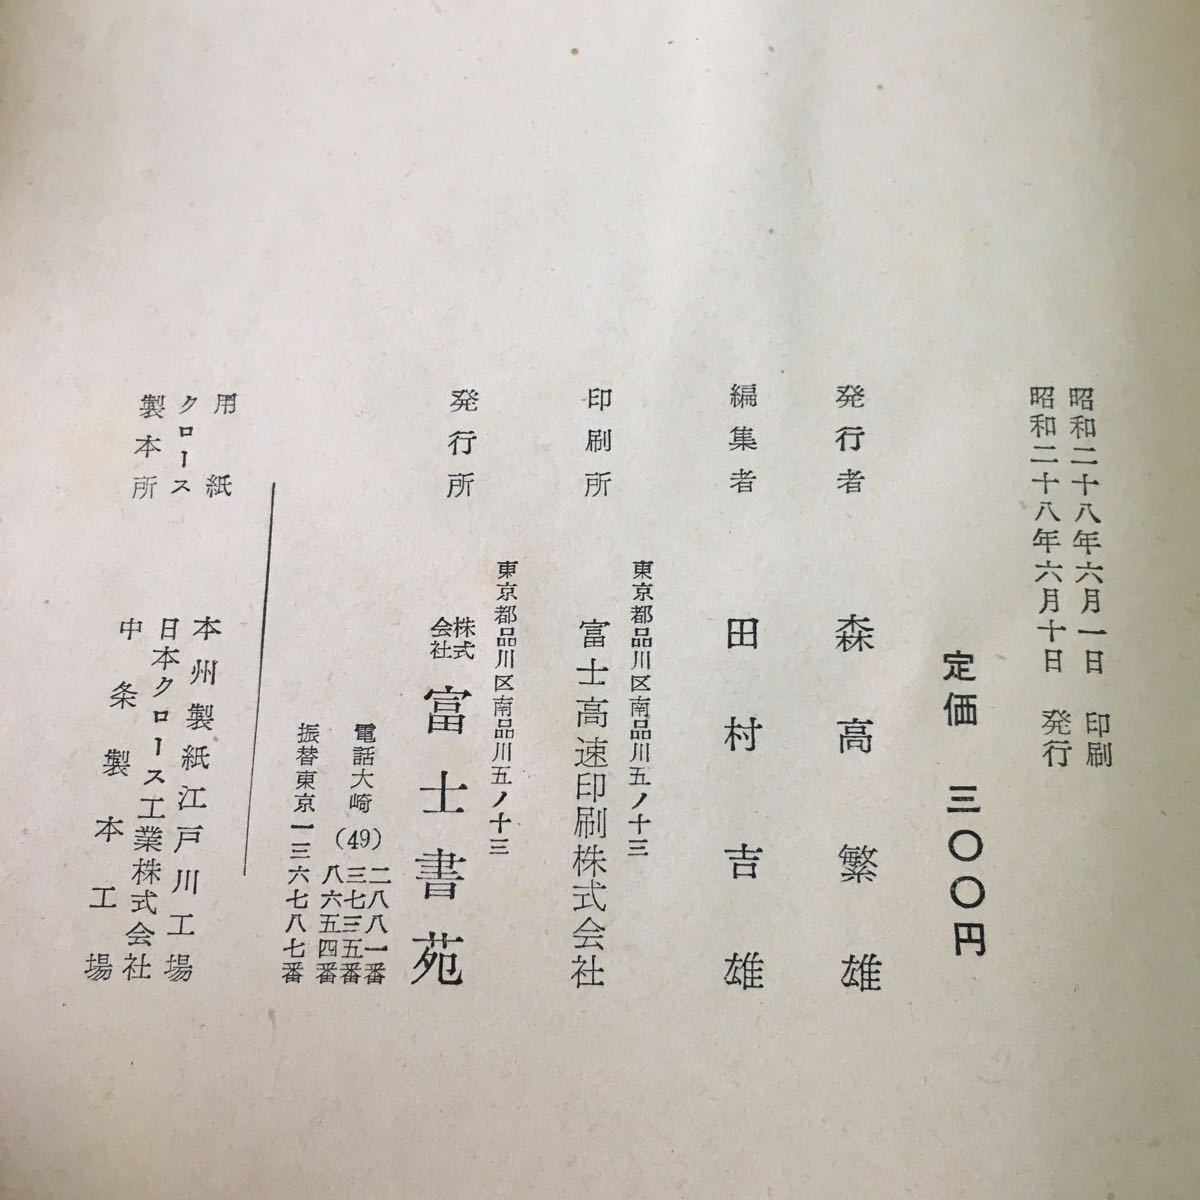 昭和二十八年六月一日 印刷
昭和二十八年六月十日 発行
定価 三〇〇円
発行者 森高繁雄
編集者 田村吉雄
東京都品川区南品川五ノ十三
印刷所 富士高速印刷株式会社
東京都品川区南品川五ノ十三
発行所 株式会社 富士書苑
電話大崎(49)
二八八一番
三七三五番
八六五四番
振替東京一三六七八七番
用紙 本州製紙江戸川工場
クロース 日本クロース工業株式会社
製本所 中条製本工場